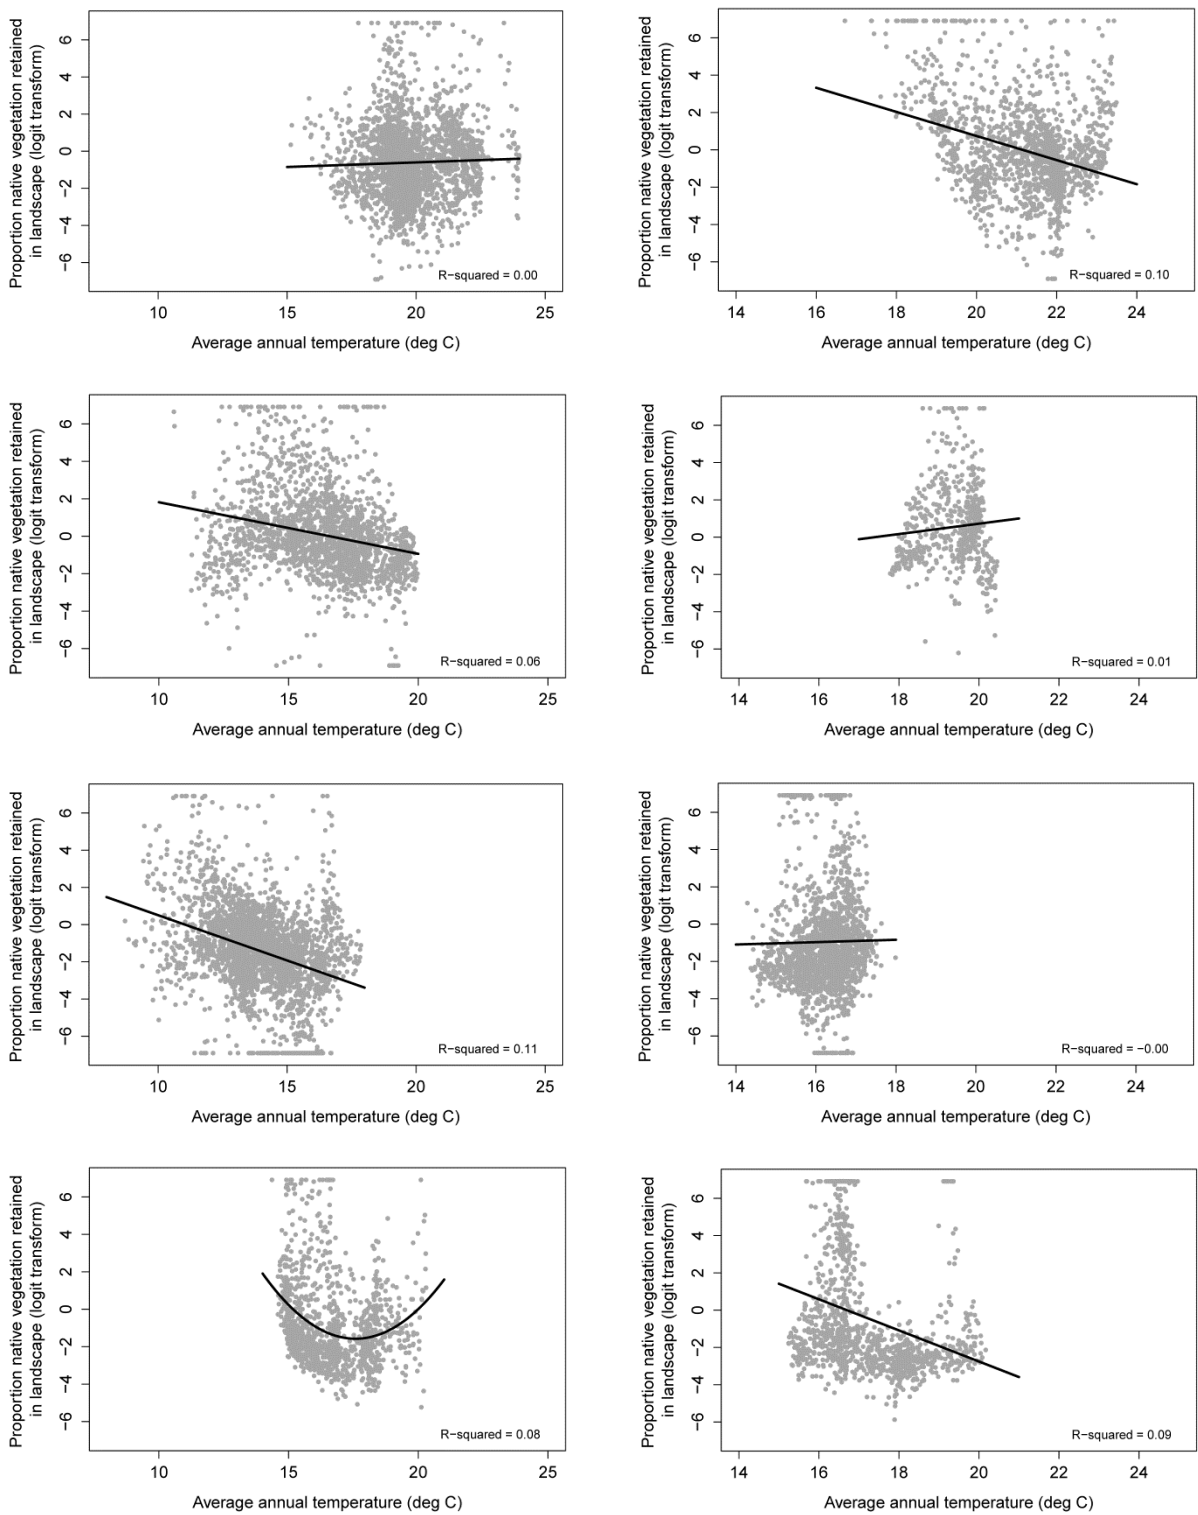 Proportion native vegetation retained
in landscape (logit transform)
6
4
2
0
−2
−4
−6
R−squared = 0.00
10 15 20 25
Average annual temperature (deg C)
Proportion native vegetation retained
in landscape (logit transform)
6
4
2
0
−2
−4
−6
R−squared = 0.10
14 16 18 20 22 24
Average annual temperature (deg C)
Proportion native vegetation retained
in landscape (logit transform)
6
4
2
0
−2
−4
−6
R−squared = 0.06
10 15 20 25
Average annual temperature (deg C)
Proportion native vegetation retained
in landscape (logit transform)
6
4
2
0
−2
−4
−6
R−squared = 0.01
14 16 18 20 22 24
Average annual temperature (deg C)
Proportion native vegetation retained
in landscape (logit transform)
6
4
2
0
−2
−4
−6
R−squared = 0.11
10 15 20 25
Average annual temperature (deg C)
Proportion native vegetation retained
in landscape (logit transform)
6
4
2
0
−2
−4
−6
R−squared = −0.00
14 16 18 20 22 24
Average annual temperature (deg C)
Proportion native vegetation retained
in landscape (logit transform)
6
4
2
0
−2
−4
−6
R−squared = 0.08
10 15 20 25
Average annual temperature (deg C)
Proportion native vegetation retained
in landscape (logit transform)
6
4
2
0
−2
−4
−6
R−squared = 0.09
14 16 18 20 22 24
Average annual temperature (deg C)